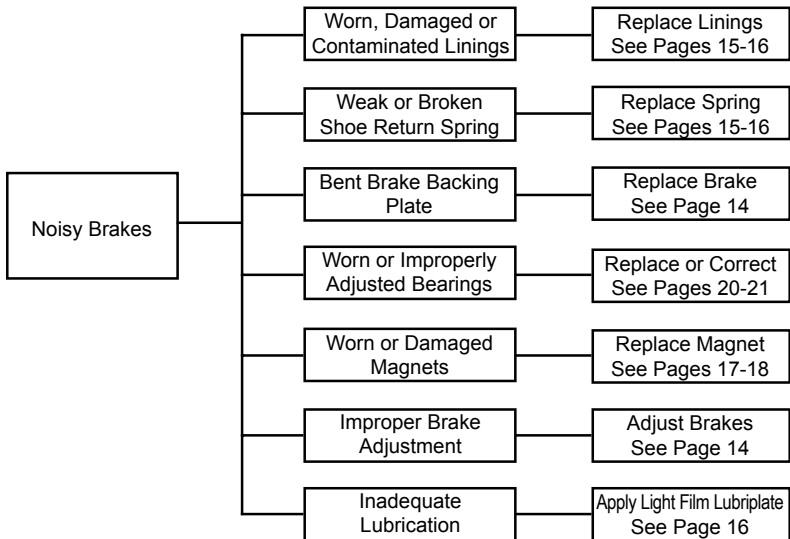 Noisy Brakes
Worn, Damaged or
Contaminated Linings
Replace Linings
See Pages 15-16
Weak or Broken
Shoe Return Spring
Replace Spring
See Pages 15-16
Bent Brake Backing
Plate
Replace Brake
See Page 14
Worn or Improperly
Adjusted Bearings
Replace or Correct
See Pages 20-21
Worn or Damaged
Magnets
Replace Magnet
See Pages 17-18
Improper Brake
Adjustment
Adjust Brakes
See Page 14
Inadequate
Lubrication
Apply Light Film Lubriplate
See Page 16